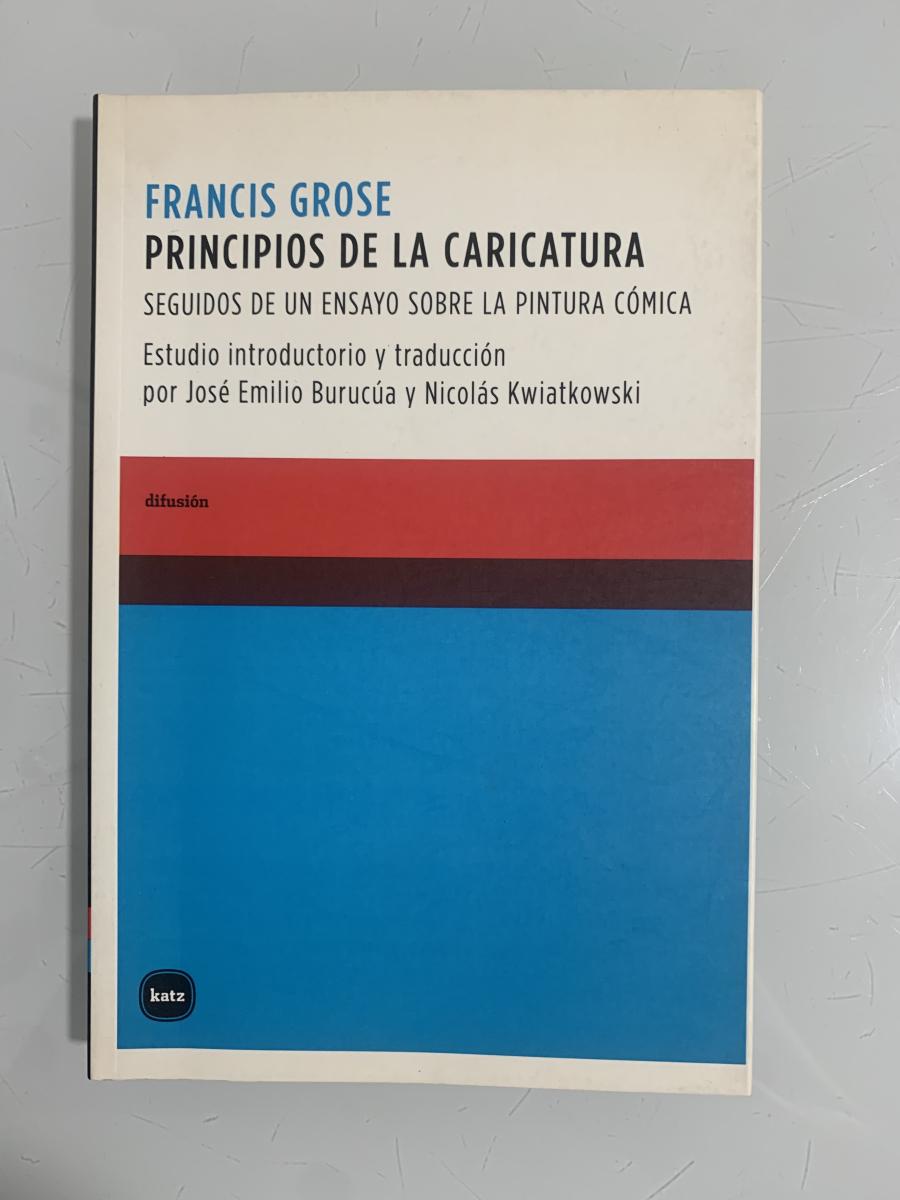 FRANCIS GROSE
PRINCIPIOS DE LA CARICATURA
SEGUIDOS DE UN ENSAYO SOBRE LA PINTURA CÓMICA
Estudio introductorio y traducción
por José Emilio Burucúa y Nicolás Kwiatkowski
difusión
katz